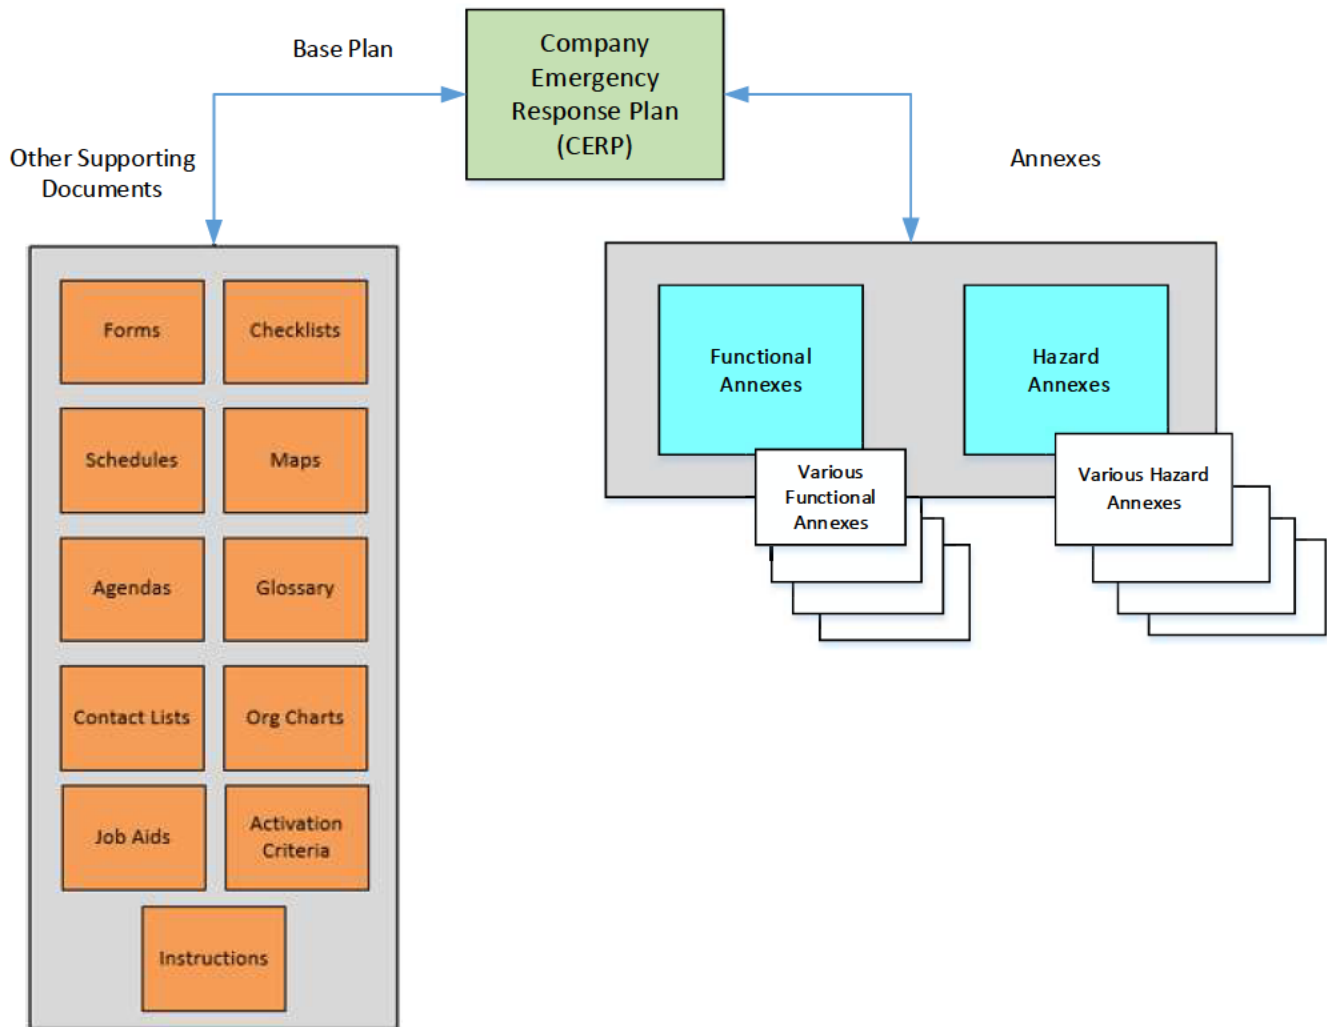 Base Plan
Company
Emergency
Response Plan
(CERP)
Other Supporting
Documents
Annexes
Forms
Checklists
Schedules
Maps
Agendas
Glossary
Contact Lists
Org Charts
Job Aids
Activation
Criteria
Instructions
Functional
Annexes
Hazard
Annexes
Various
Functional
Annexes
Various Hazard
Annexes